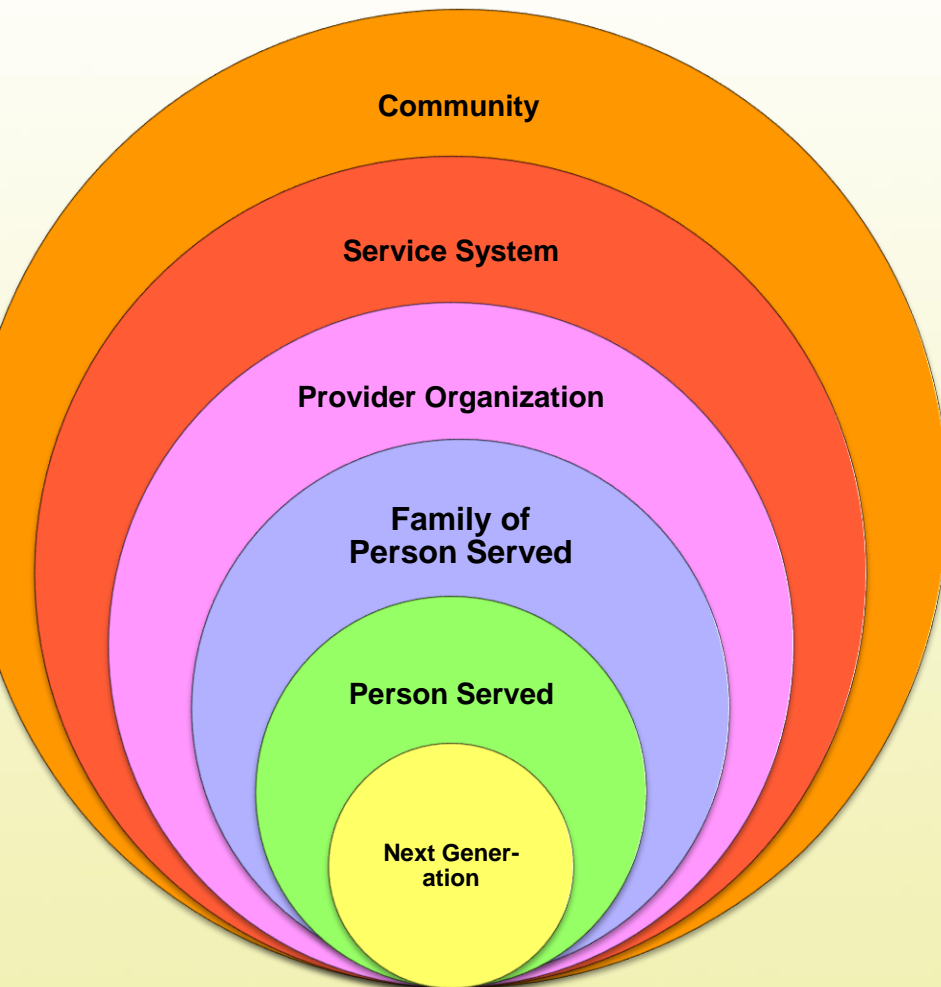 Community
Service System
Provider Organization
Family of
Person Served
Person Served
Next Gener-
ation